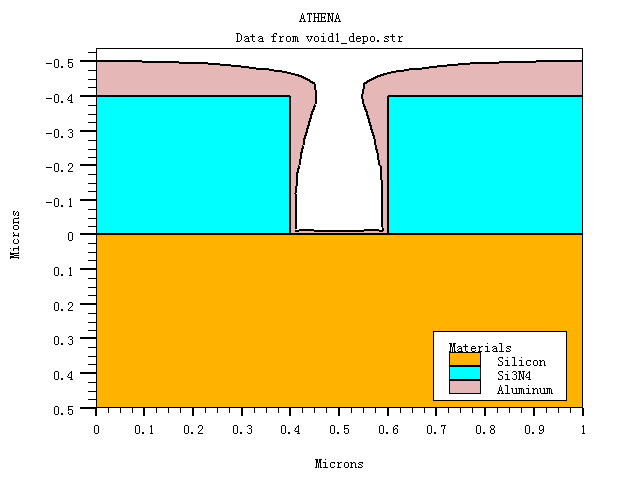 ATHENA
Data from void1_depo.str
-0.5
-0.4
-0.3
-0.2
-0.1
0
0.1
0.2
0.3
0.4
0.5
Microns
Materials
Silicon
Si3N4
Aluminum
0 0.1 0.2 0.3 0.4 0.5 0.6 0.7 0.8 0.9 1
Microns